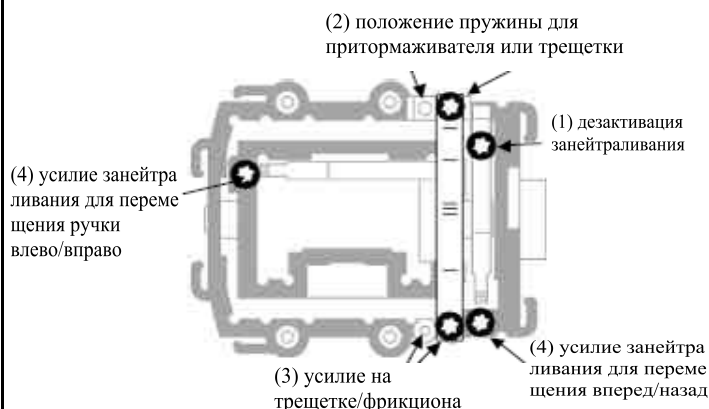 (2) положение пружины для
притормаживателя или трещетки
(1) дезактивация
занейтраливания
(4) усилие занейтра
ливания для переме
щения ручки
влево/вправо
(4) усилие занейтра
ливания для переме
щения вперед/назад
(3) усилие на
трещетке/фрикциона